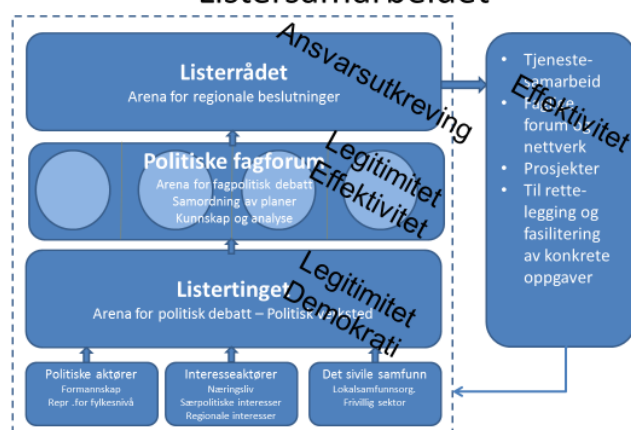 Listersamarbeidet
Listerrådet
Arena for regionale beslutninger
Ansvarsutkreving
Politiske fagforum
Arena for fagpolitisk debatt
Samordning av planer
Kunnskap og analyse
Legitimitet
Effektivitet
Listertinget
Arena for politisk debatt – Politisk verksted
Legitimitet
Demokrati
Politiske aktører
Formannskap
Repr .for fylkesnivå
Interesseaktører
Næringsliv
Særpolitiske interesser
Regionale interesser
Det sivile samfunn
Lokalsamfunnsorg.
Frivillig sektor
• Tjeneste-
samarbeid
• Faglige
forum og
nettverk
• Prosjekter
• Til rette-
legging og
fasilitering
av konkrete
oppgaver
Effektivitet